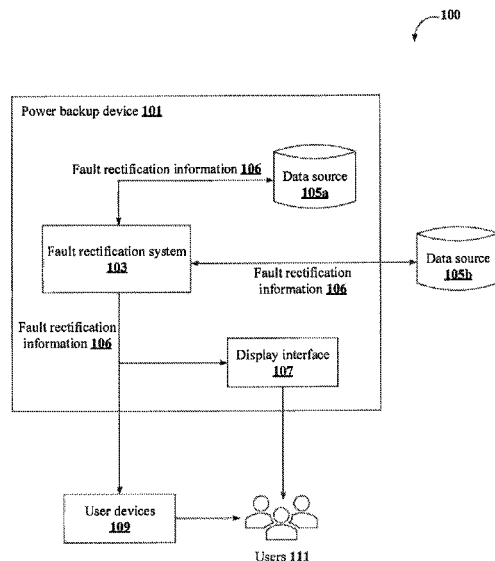 100
Power backup device 101
Fault rectification information 106
Data source
105a
Fault rectification system
103
Data source
105b
Fault rectification
information 106
Fault rectification
information 106
Display interface
107
User devices
109
Users 111